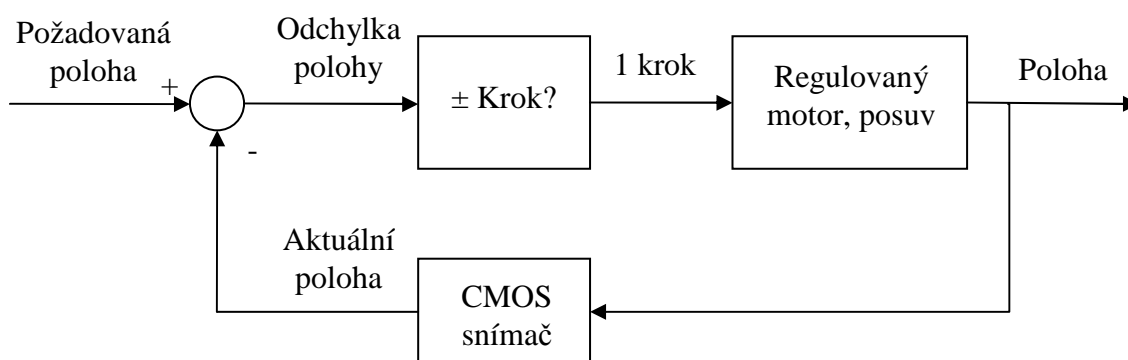 Požadovaná
poloha
+
-
Odchylka
polohy
± Krok?
1 krok
Regulovaný
motor, posuv
Poloha
Aktuální
poloha
CMOS
snímač